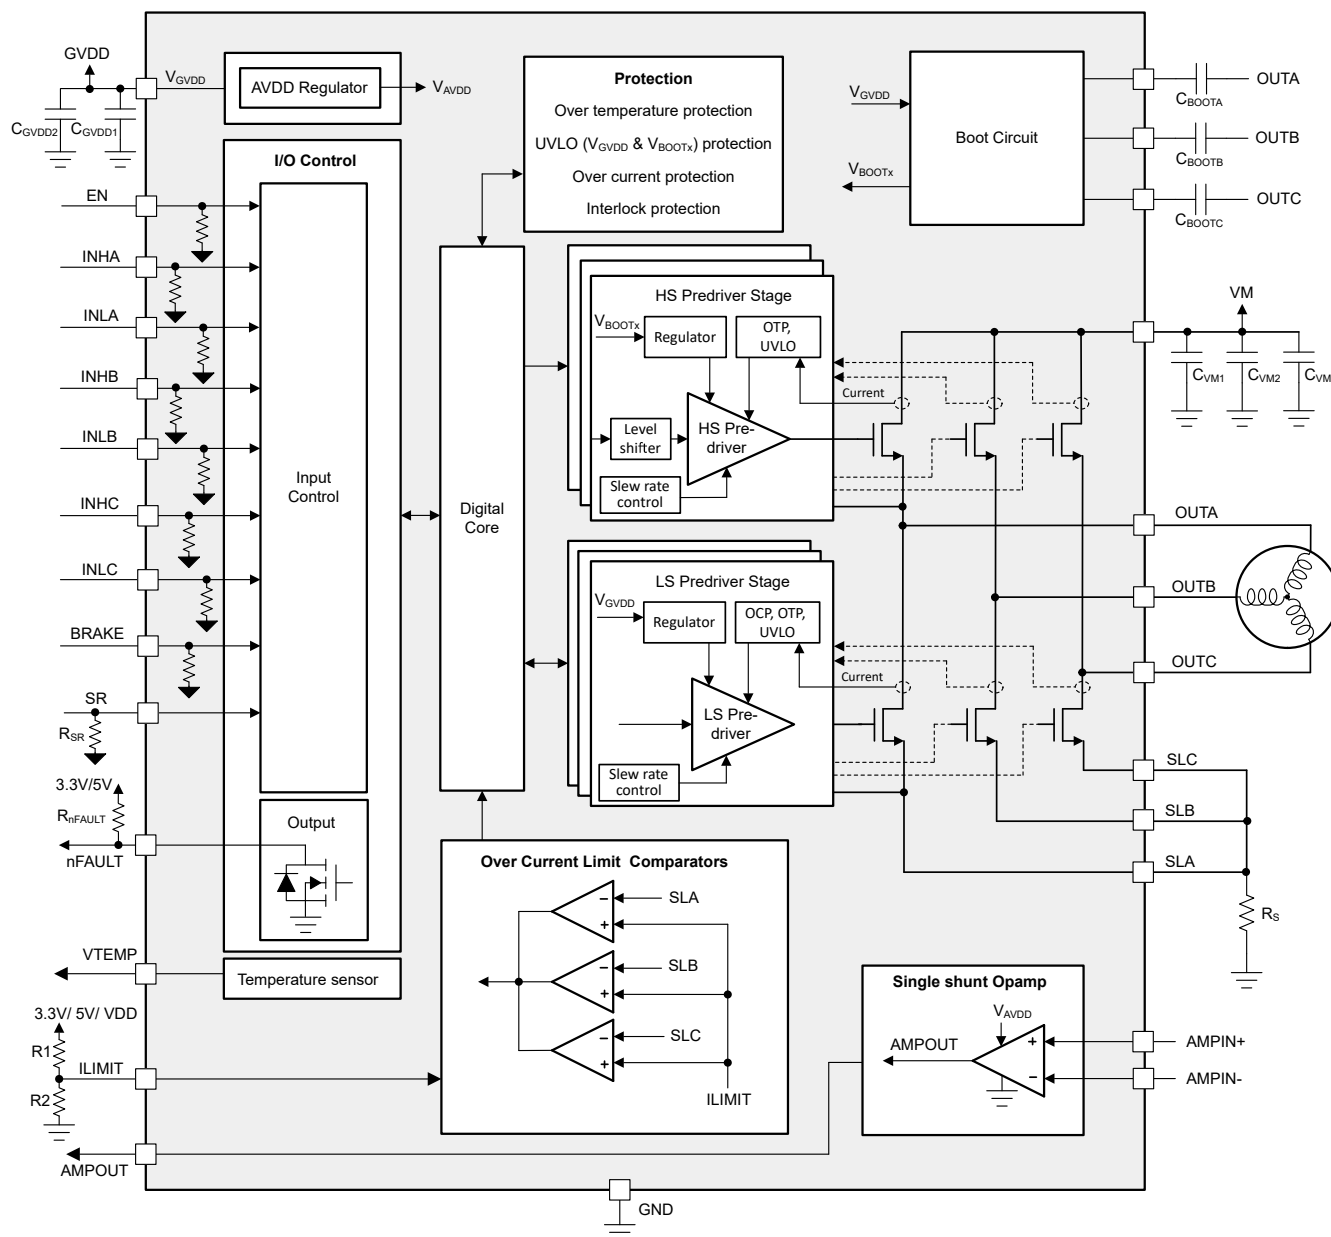 GVDD
CGVDD2
CGVDD1
VGVDD
AVDD Regulator
VAVDD
I/O Control
EN
INHA
INLA
INHB
INLB
INHC
INLC
BRAKE
SR
RSR
3.3V/5V
RnFAULT
nFAULT
Input
Control
Output
VTEMP
Temperature sensor
3.3V/ 5V/ VDD
R1
ILIMIT
R2
AMPOUT
Protection
Over temperature protection
UVLO (VGVDD & VBOOTx) protection
Over current protection
Interlock protection
Digital
Core
VGVDD
VBOOTx
Boot Circuit
CBOOTA
OUTA
CBOOTB
OUTB
CBOOTC
OUTC
HS Predriver Stage
VBOOTx
Regulator
OTP,
UVLO
Current
Level
shifter
HS Pre-
driver
Slew rate
control
VM
CVM1
CVM2
CVM
LS Predriver Stage
VGVDD
Regulator
OCP, OTP,
UVLO
Current
LS Pre-
driver
Slew rate
control
OUTA
OUTB
OUTC
SLC
SLB
SLA
RS
Over Current Limit Comparators
−
+
SLA
−
+
SLB
−
+
SLC
ILIMIT
Single shunt Opamp
VAVDD
AMPOUT
+
−
AMPIN+
AMPIN-
GND